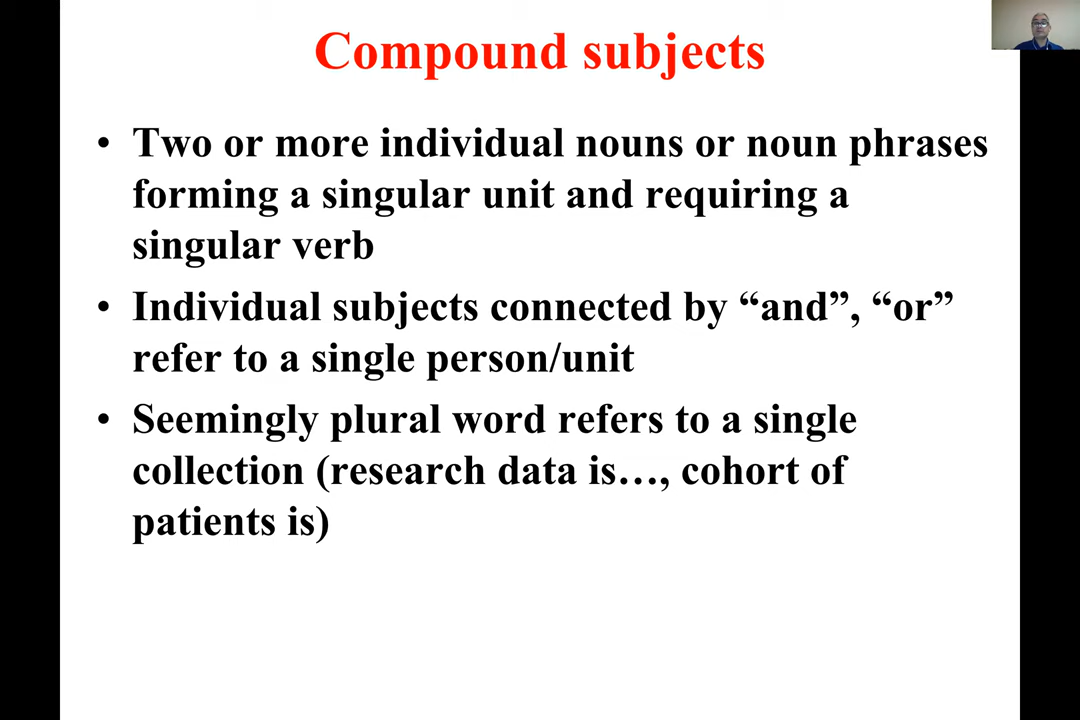 Compound subjects
• Two or more individual nouns or noun phrases
forming a singular unit and requiring a
singular verb
• Individual subjects connected by “and”, “or”
refer to a single person/unit
• Seemingly plural word refers to a single
collection (research data is…, cohort of
patients is)